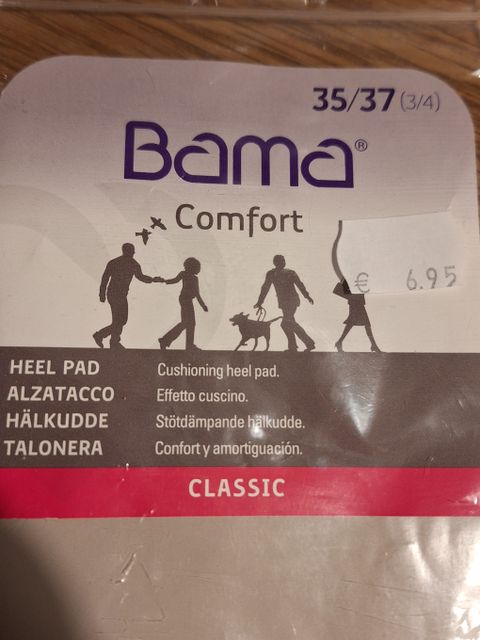 35/37 (3/4)
Bama®
Comfort
€ 6.95
HEEL PAD Cushioning heel pad.
ALZATACCO Effetto cuscino.
HÄLKUDDE Stötdämpande hälkudde.
TALONERA Confort y amortiguación.
CLASSIC